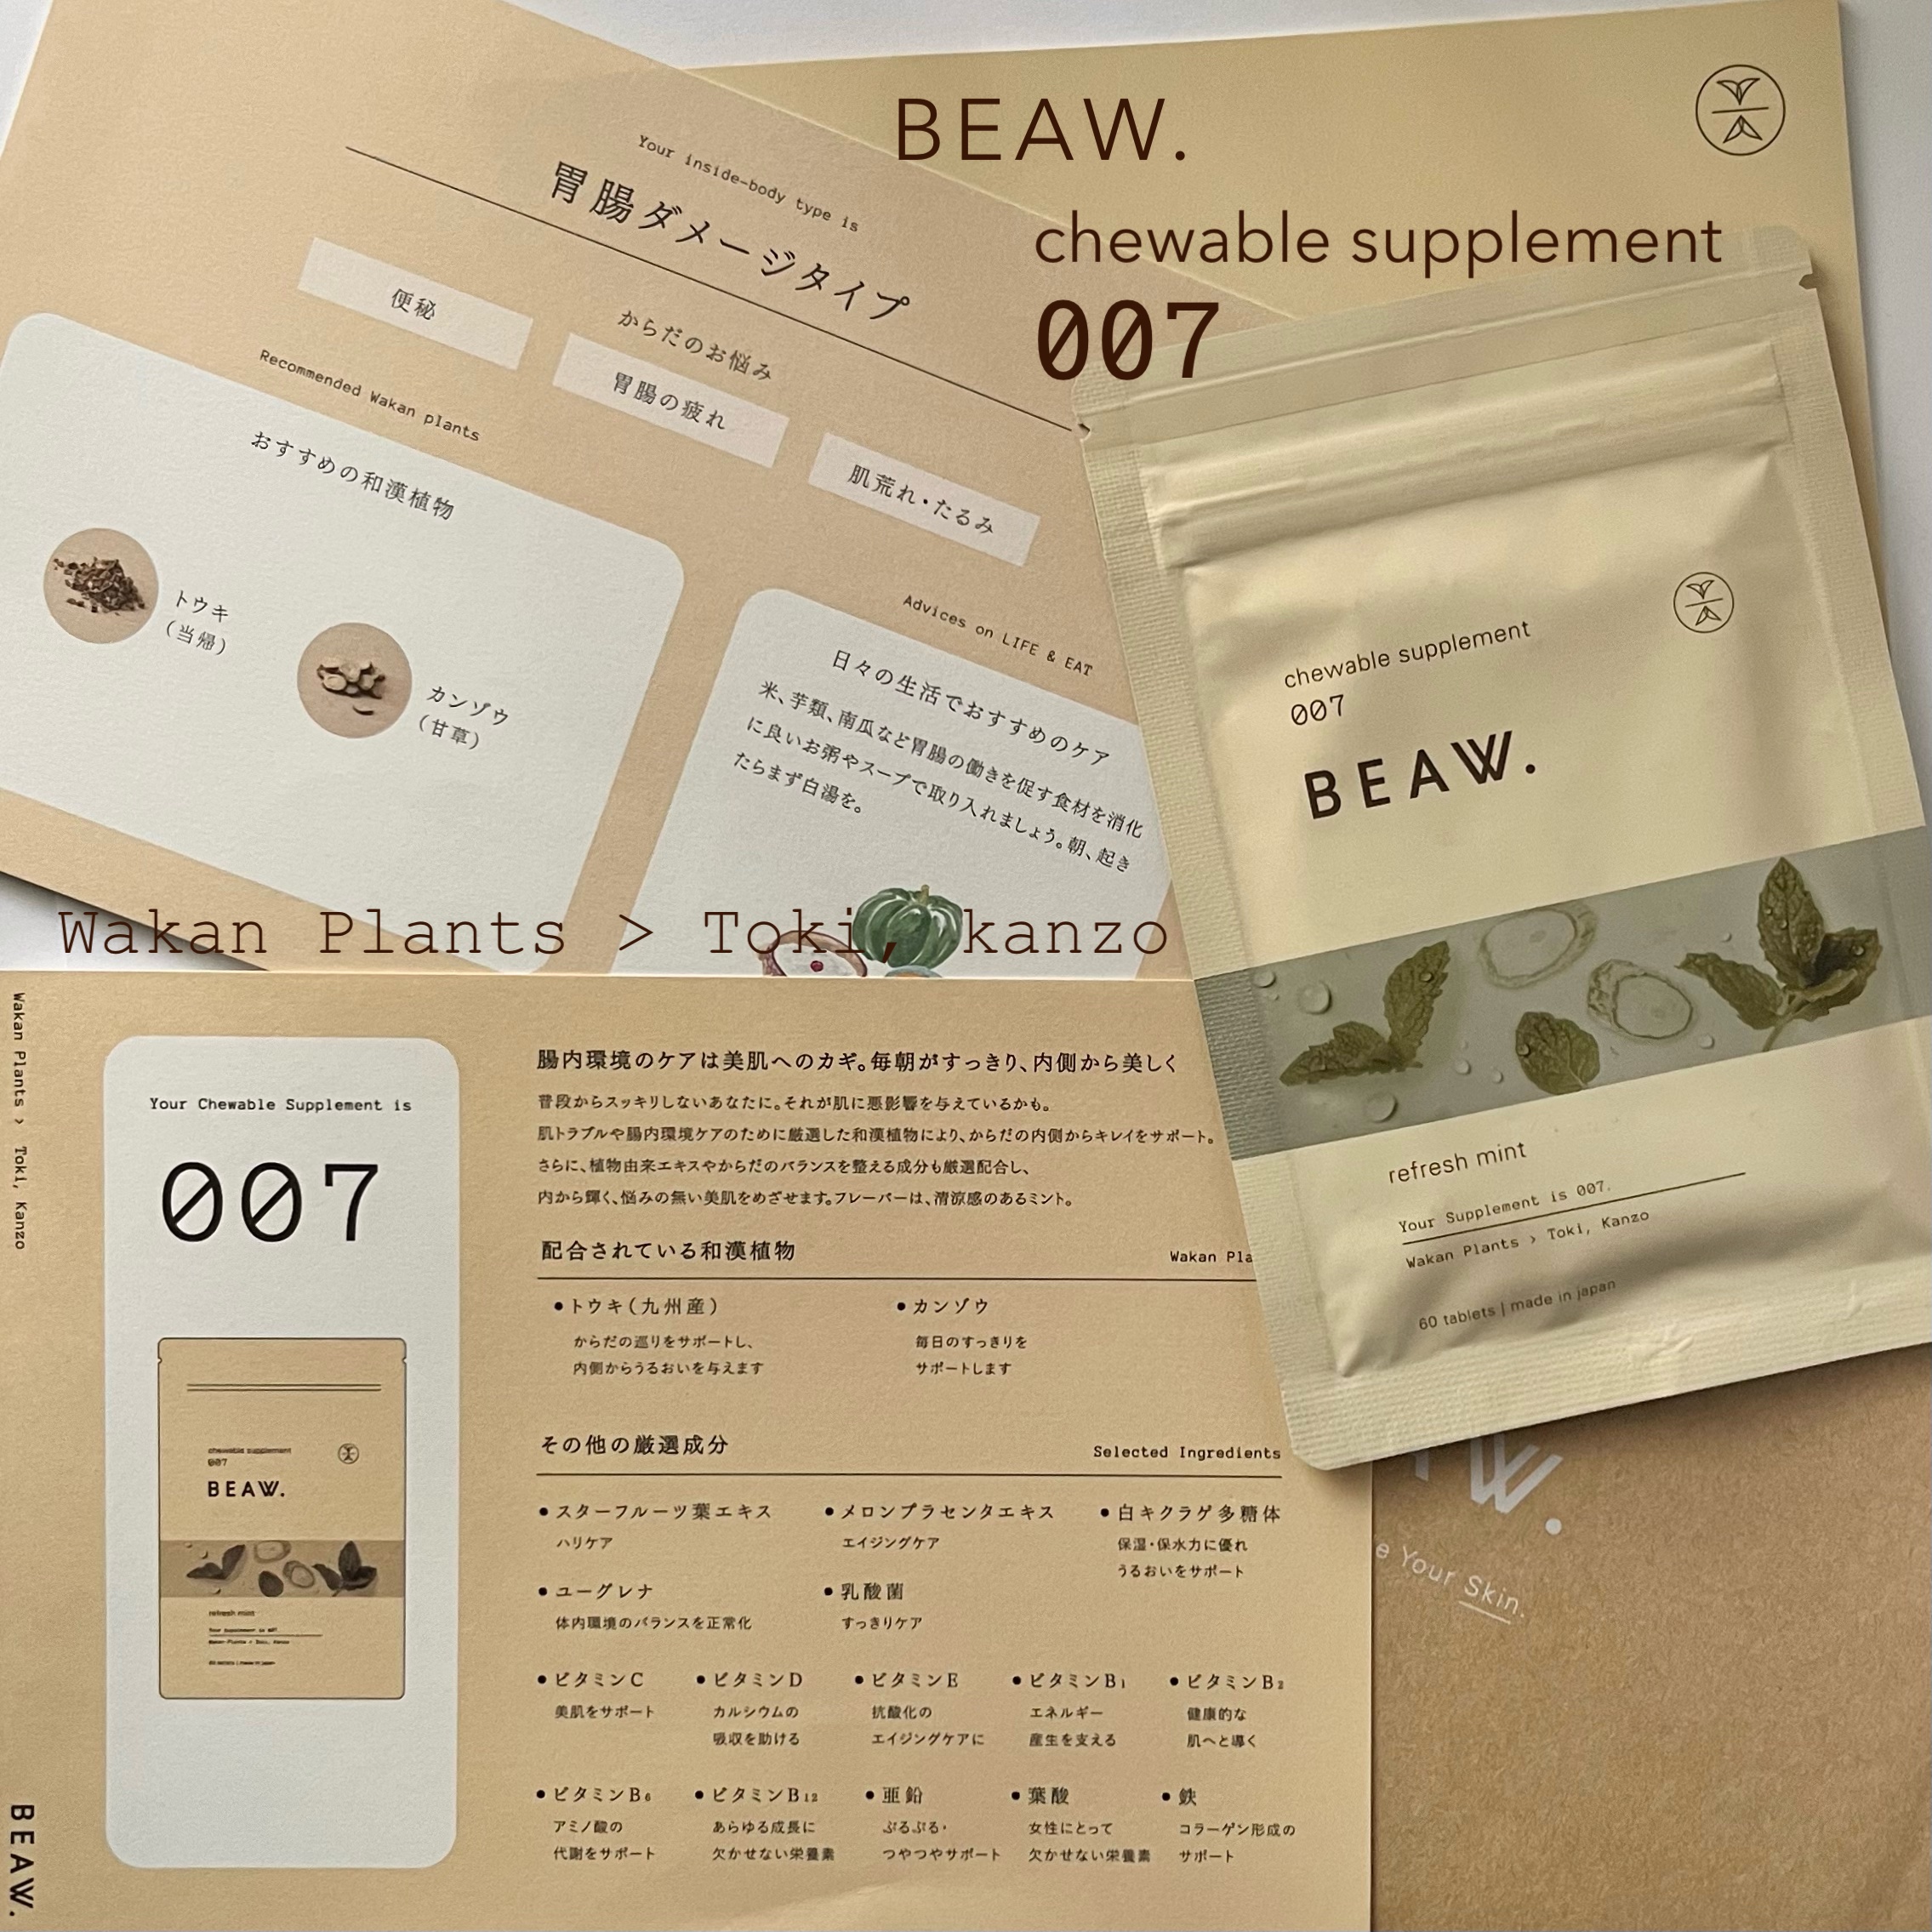 BEAW.
chewable supplement
007
Your inside-body type is
胃腸ダメージタイプ
からだのお悩み
便秘
胃腸の疲れ
肌荒れ・たるみ
Recommended Wakan plants
おすすめの和漢植物
トウキ
(当帰)
カンゾウ
(甘草)
Advices on LIFE & EAT
日々の生活でおすすめのケア
米、芋類、南瓜など胃腸の働きを促す食材を消化
に良いお粥やスープで取り入れましょう。朝、起き
たらまず白湯を。
Wakan Plants > Toki, kanzo
chewable supplement
007
BEAW.
refresh mint
Your Supplement is 007.
Wakan Plants > Toki, Kanzo
60 tablets | made in japan
Wakan Plants > Toki, Kanzo
BEAW.
Your Chewable Supplement is
007
chewable supplement
007
BEAW.
refresh mint
Your Supplement is 007.
Wakan Plants > Toki, Kanzo
60 tablets | made in japan
腸内環境のケアは美肌へのカギ。毎朝がすっきり、内側から美しく
普段からスッキリしないあなたに。それが肌に悪影響を与えているかも。
肌トラブルや腸内環境ケアのために厳選した和漢植物により、からだの内側からキレイをサポート。
さらに、植物由来エキスやからだのバランスを整える成分も厳選配合し、
内から輝く、悩みの無い美肌をめざせます。フレーバーは、清涼感のあるミント。
配合されている和漢植物
Wakan Pla
•トウキ(九州産)
からだの巡りをサポートし、
内側からうるおいを与えます
•カンゾウ
毎日のすっきりを
サポートします
その他の厳選成分
Selected Ingredients
•スターフルーツ葉エキス
ハリケア
•メロンプラセンタエキス
エイジングケア
•白キクラゲ多糖体
保湿・保水力に優れ
うるおいをサポート
•ユーグレナ
体内環境のバランスを正常化
•乳酸菌
すっきりケア
•ビタミンC
美肌をサポート
•ビタミンD
カルシウムの
吸収を助ける
•ビタミンE
抗酸化の
エイジングケアに
•ビタミンB₁
エネルギー
産生を支える
•ビタミンB₂
健康的な
肌へと導く
•ビタミンB₆
アミノ酸の
代謝をサポート
•ビタミンB₁₂
あらゆる成長に
欠かせない栄養素
•亜鉛
ぷるぷる・
つやつやサポート
•葉酸
女性にとって
欠かせない栄養素
•鉄
コラーゲン形成の
サポート
W.
e Your Skin.